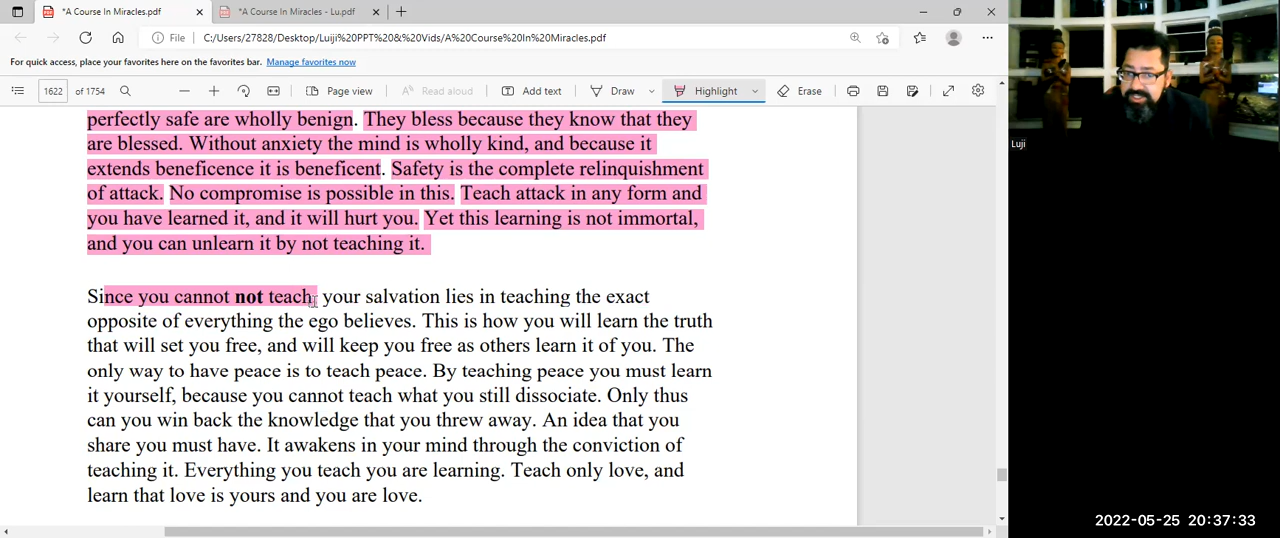 *A Course In Miracles.pdf
*A Course In Miracles - Lu.pdf
File
C:/Users/27828/Desktop/Luiji%20PPT%20&%20Vids/A%20Course%20In%20Miracles.pdf
For quick access, place your favorites here on the favorites bar. Manage favorites now
1622 of 1754
Page view
Read aloud
Add text
Draw
Highlight
Erase
perfectly safe are wholly benign. They bless because they know that they
are blessed. Without anxiety the mind is wholly kind, and because it
extends beneficence it is beneficent. Safety is the complete relinquishment
of attack. No compromise is possible in this. Teach attack in any form and
you have learned it, and it will hurt you. Yet this learning is not immortal,
and you can unlearn it by not teaching it.
Since you cannot not teach, your salvation lies in teaching the exact
opposite of everything the ego believes. This is how you will learn the truth
that will set you free, and will keep you free as others learn it of you. The
only way to have peace is to teach peace. By teaching peace you must learn
it yourself, because you cannot teach what you still dissociate. Only thus
can you win back the knowledge that you threw away. An idea that you
share you must have. It awakens in your mind through the conviction of
teaching it. Everything you teach you are learning. Teach only love, and
learn that love is yours and you are love.
Luji
2022-05-25 20:37:33